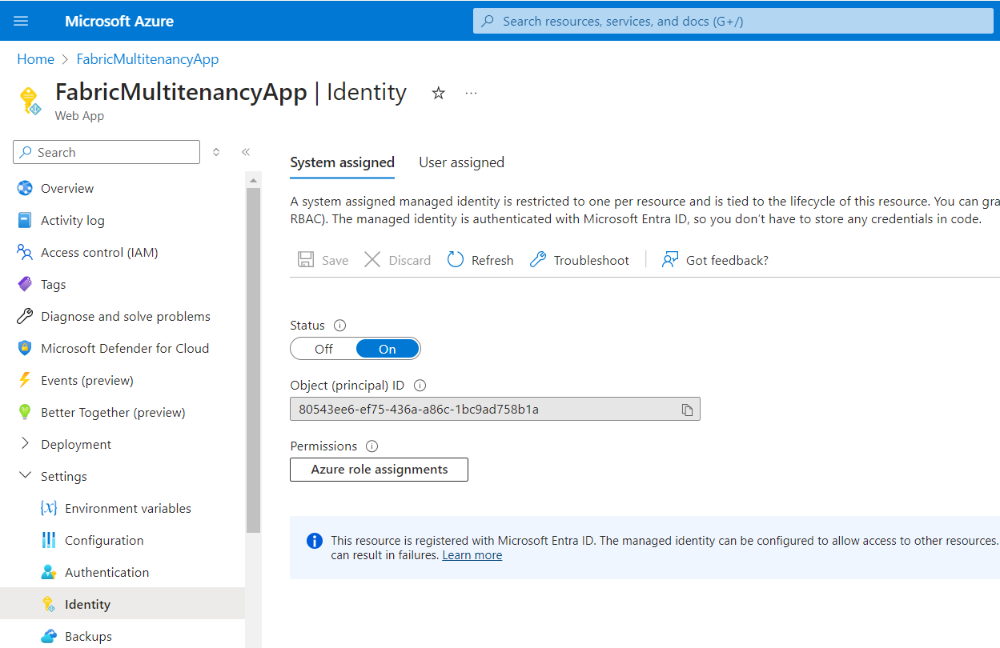 Microsoft Azure
Search resources, services, and docs (G+/)
Home > FabricMultitenancyApp
FabricMultitenancyApp | Identity
Web App
Search
Overview
Activity log
Access control (IAM)
Tags
Diagnose and solve problems
Microsoft Defender for Cloud
Events (preview)
Better Together (preview)
Deployment
Settings
Environment variables
Configuration
Authentication
Identity
Backups
System assigned User assigned
A system assigned managed identity is restricted to one per resource and is tied to the lifecycle of this resource. You can gra
RBAC). The managed identity is authenticated with Microsoft Entra ID, so you don't have to store any credentials in code.
Save Discard Refresh Troubleshoot Got feedback?
Status
Off On
Object (principal) ID
80543ee6-ef75-436a-a86c-1bc9ad758b1a
Permissions
Azure role assignments
This resource is registered with Microsoft Entra ID. The managed identity can be configured to allow access to other resources.
can result in failures. Learn more